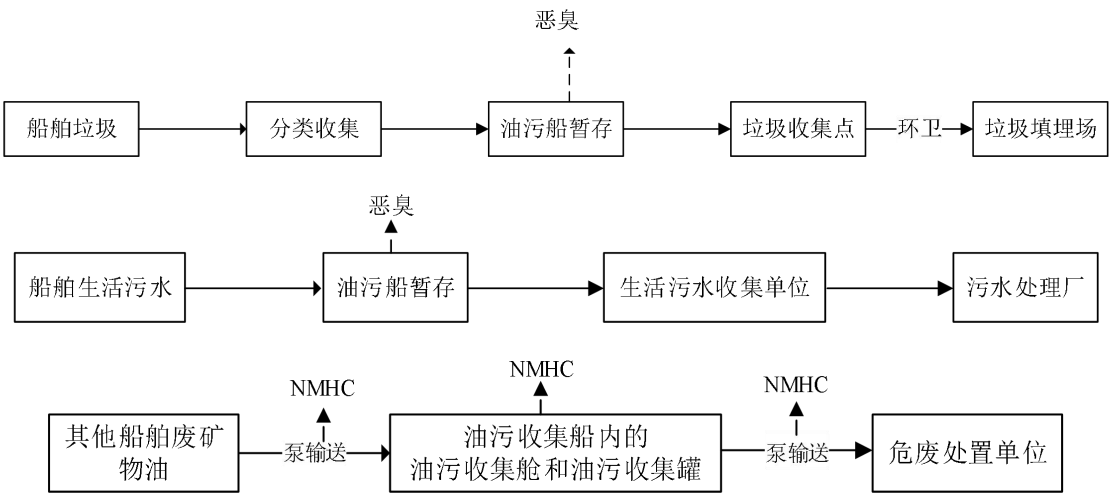 恶臭
船舶垃圾
分类收集
油污船暂存
垃圾收集点
环卫
垃圾填埋场
恶臭
船舶生活污水
油污船暂存
生活污水收集单位
污水处理厂
NMHC
NMHC
NMHC
其他船舶废矿
物油
泵输送
油污收集船内的
油污收集舱和油污收集罐
泵输送
危废处置单位